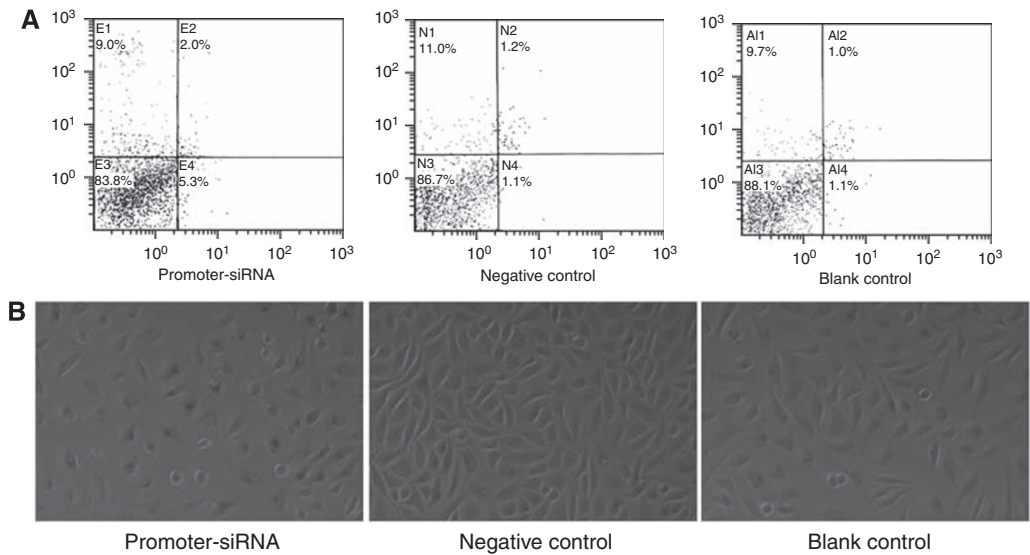 A
10³
10²
10¹
10⁰
E1
9.0%
E2
2.0%
E3
83.8%
E4
5.3%
10⁰ 10¹ 10² 10³
Promoter-siRNA
10³
10²
10¹
10⁰
N1
11.0%
N2
1.2%
N3
86.7%
N4
1.1%
10⁰ 10¹ 10² 10³
Negative control
10³
10²
10¹
10⁰
Al1
9.7%
Al2
1.0%
Al3
88.1%
Al4
1.1%
10⁰ 10¹ 10² 10³
Blank control
B
Promoter-siRNA
Negative control
Blank control